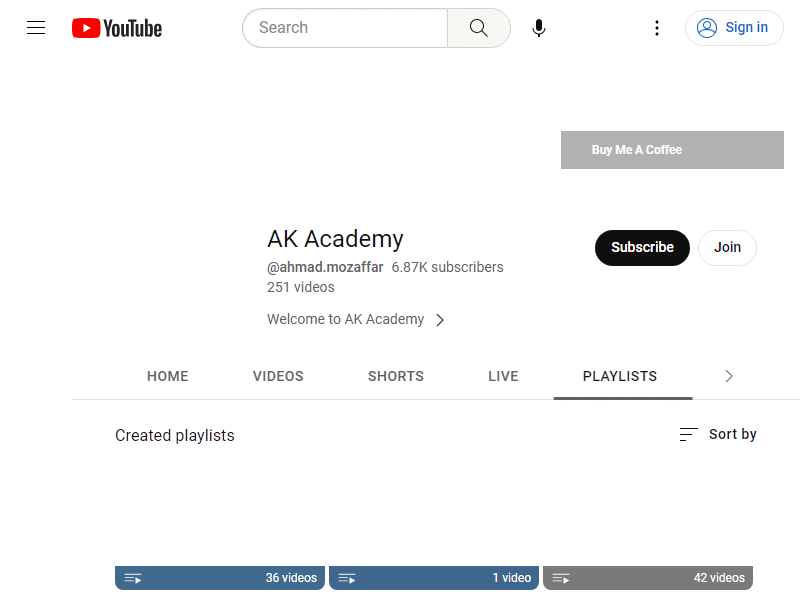 YouTube
Search
Sign in
Buy Me A Coffee
AK Academy
@ahmad.mozaffar 6.87K subscribers
251 videos
Welcome to AK Academy
Subscribe
Join
HOME VIDEOS SHORTS LIVE PLAYLISTS
Created playlists
Sort by
36 videos
1 video
42 videos